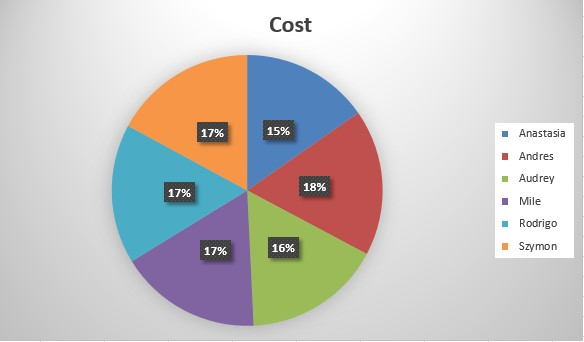 Cost
15%
18%
16%
17%
17%
17%
Anastasia
Andres
Audrey
Mile
Rodrigo
Szymon